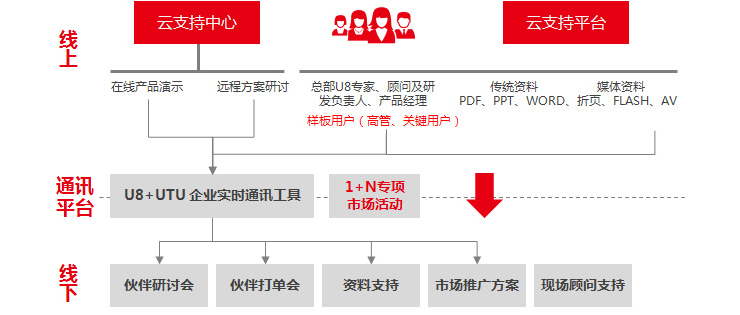 线上
云支持中心
云支持平台
在线产品演示
远程方案研讨
总部U8专家、顾问及研
发负责人、产品经理
样板用户（高管、关键用户）
传统资料
PDF、PPT、WORD、折页、FLASH、AV
媒体资料
通讯
平台
U8+UTU 企业实时通讯工具
1+N专项
市场活动
线下
伙伴研讨会
伙伴打单会
资料支持
市场推广方案
现场顾问支持